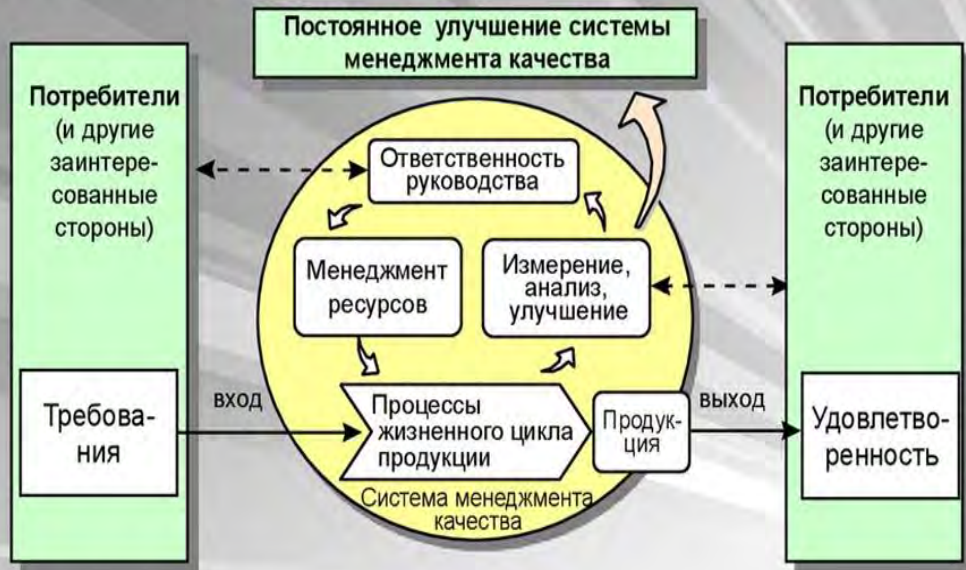 Постоянное улучшение системы
менеджмента качества
Потребители
(и другие
заинтере-
сованные
стороны)
Требова-
ния
вход
Ответственность
руководства
Менеджмент
ресурсов
Измерение,
анализ,
улучшение
Процессы
жизненного цикла
продукции
Продук-
ция
Система менеджмента
качества
выход
Потребители
(и другие
заинтере-
сованные
стороны)
Удовлетво-
ренность